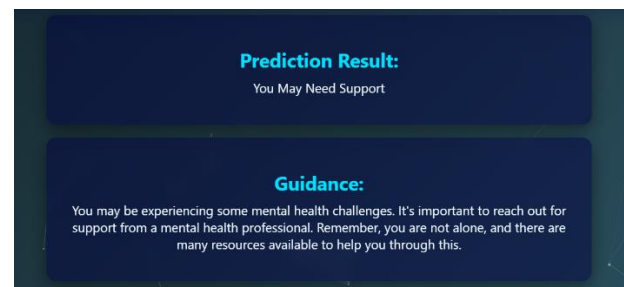 Prediction Result:
You May Need Support
Guidance:
You may be experiencing some mental health challenges. It's important to reach out for
support from a mental health professional. Remember, you are not alone, and there are
many resources available to help you through this.